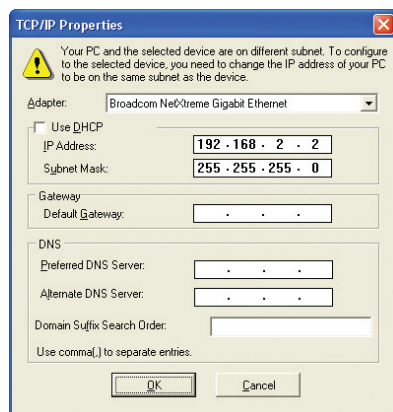 TCP/IP Properties
Your PC and the selected device are on different subnet. To configure
to the selected device, you need to change the IP address of your PC
to be on the same subnet as the device.
Adapter: Broadcom NetXtreme Gigabit Ethernet
Use DHCP
IP Address: 192 . 168 . 2 . 2
Subnet Mask: 255 . 255 . 255 . 0
Gateway
Default Gateway: . . .
DNS
Preferred DNS Server: . . .
Alternate DNS Server: . . .
Domain Suffix Search Order:
Use comma(,) to separate entries.
OK Cancel